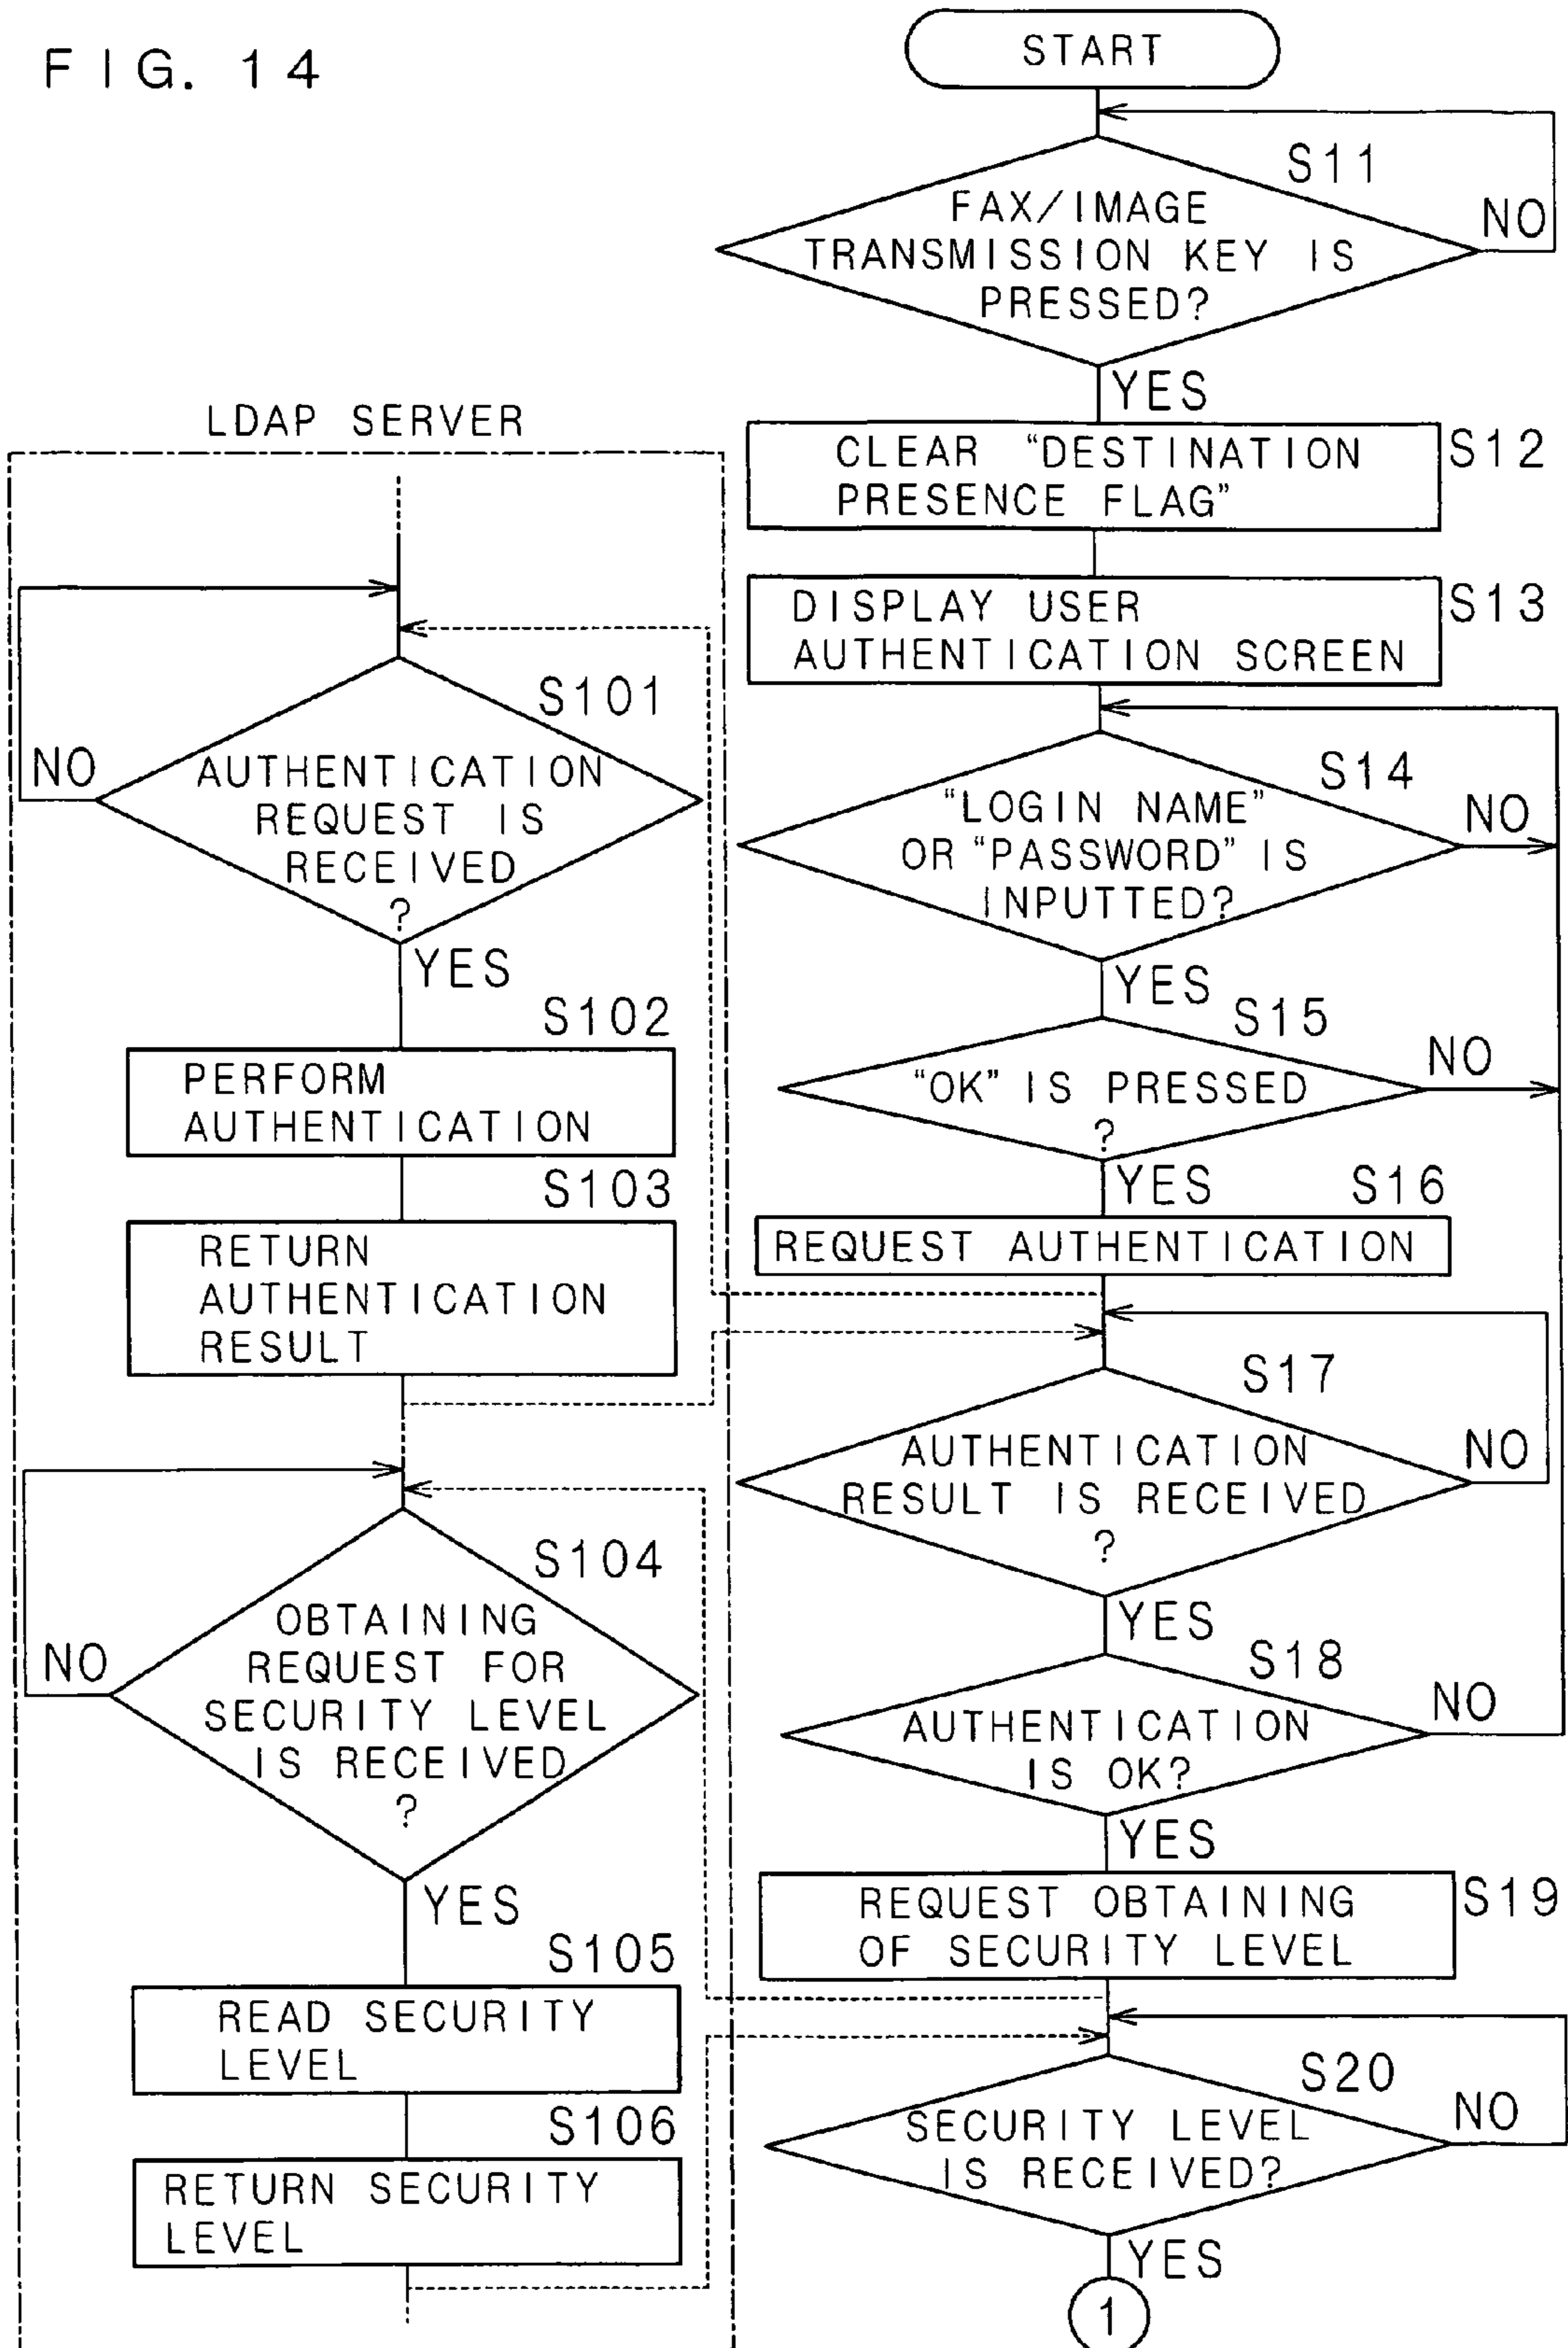 FIG. 14
START
S11
FAX/IMAGE
TRANSMISSION KEY IS
PRESSED?
NO
YES
S12
CLEAR “DESTINATION
PRESENCE FLAG”
S13
DISPLAY USER
AUTHENTICATION SCREEN
S14
“LOGIN NAME”
OR “PASSWORD” IS
INPUTTED?
NO
YES
S15
“OK” IS PRESSED
?
NO
YES
S16
REQUEST AUTHENTICATION
S17
AUTHENTICATION
RESULT IS RECEIVED
?
NO
YES
S18
AUTHENTICATION
IS OK?
NO
YES
S19
REQUEST OBTAINING
OF SECURITY LEVEL
S20
SECURITY LEVEL
IS RECEIVED?
NO
YES
1
LDAP SERVER
S101
AUTHENTICATION
REQUEST IS
RECEIVED
?
NO
YES
S102
PERFORM
AUTHENTICATION
S103
RETURN
AUTHENTICATION
RESULT
S104
OBTAINING
REQUEST FOR
SECURITY LEVEL
IS RECEIVED
?
NO
YES
S105
READ SECURITY
LEVEL
S106
RETURN SECURITY
LEVEL